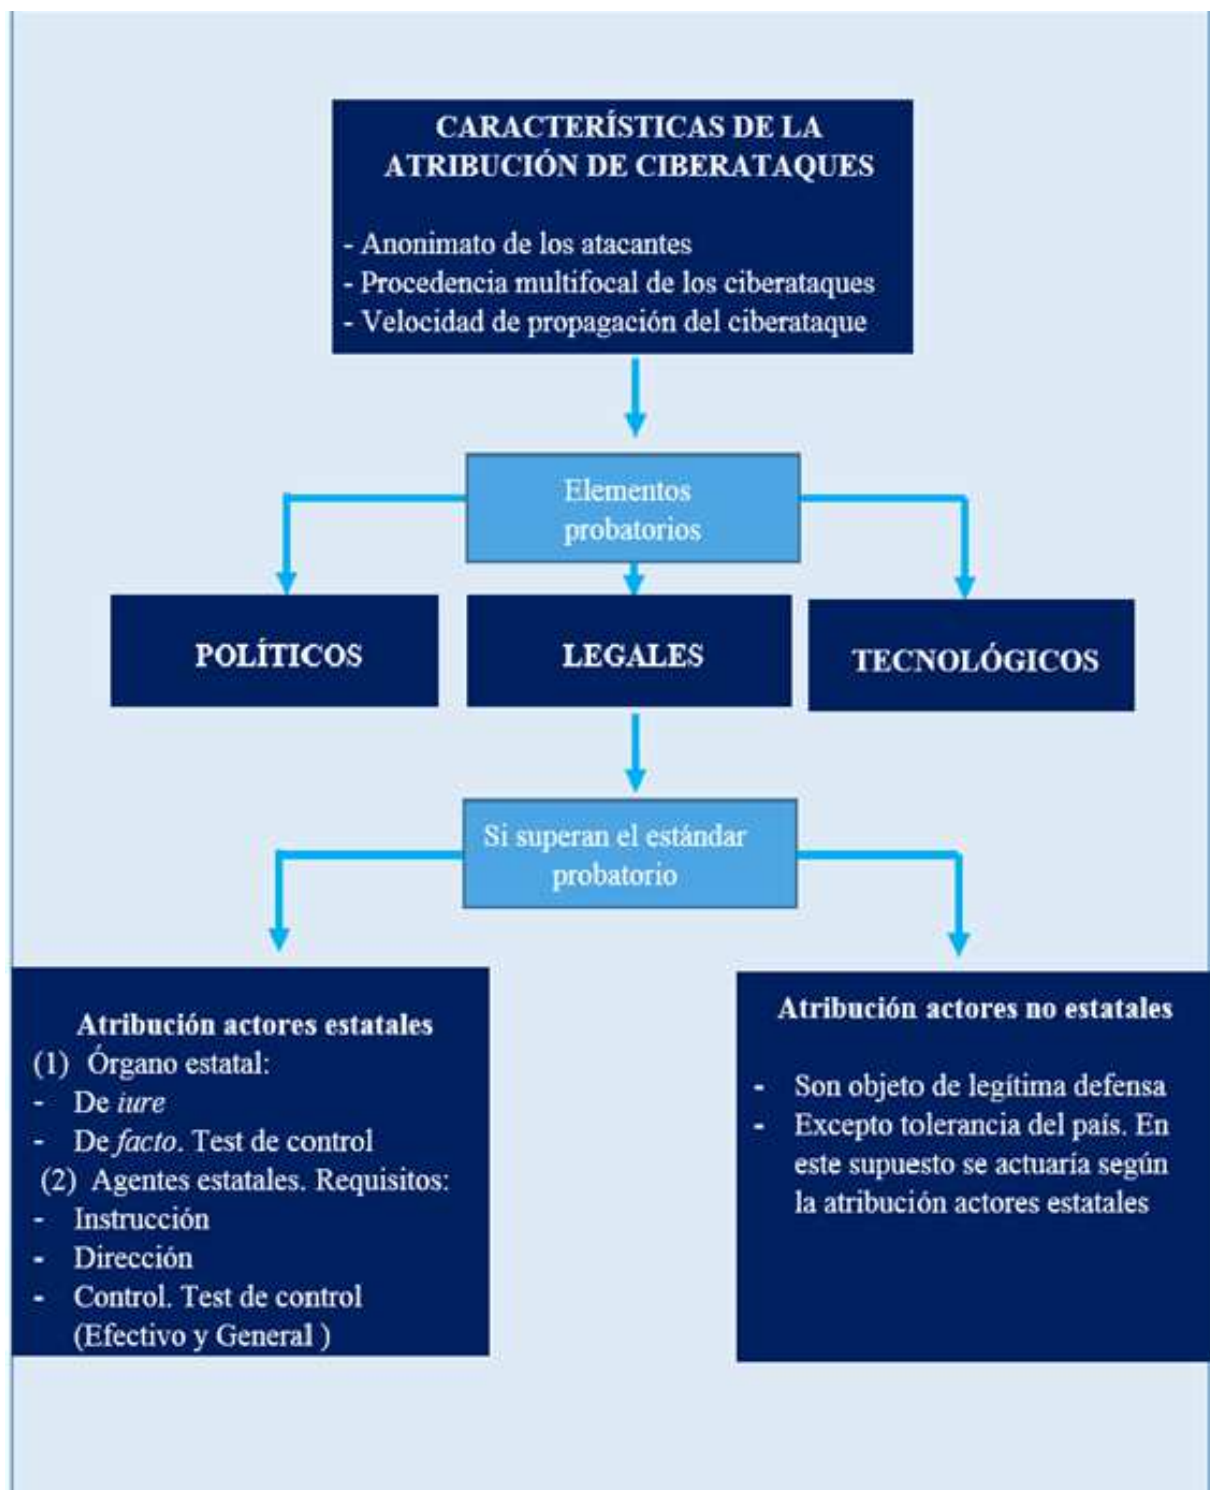 CARACTERÍSTICAS DE LA
ATRIBUCIÓN DE CIBERATAQUES
- Anonimato de los atacantes
- Procedencia multifocal de los ciberataques
- Velocidad de propagación del ciberataque
Elementos
probatorios
POLÍTICOS
LEGALES
TECNOLÓGICOS
Si superan el estándar
probatorio
Atribución actores estatales
(1) Órgano estatal:
- De iure
- De facto. Test de control
(2) Agentes estatales. Requisitos:
- Instrucción
- Dirección
- Control. Test de control
(Efectivo y General )
Atribución actores no estatales
- Son objeto de legítima defensa
- Excepto tolerancia del país. En
este supuesto se actuaría según
la atribución actores estatales